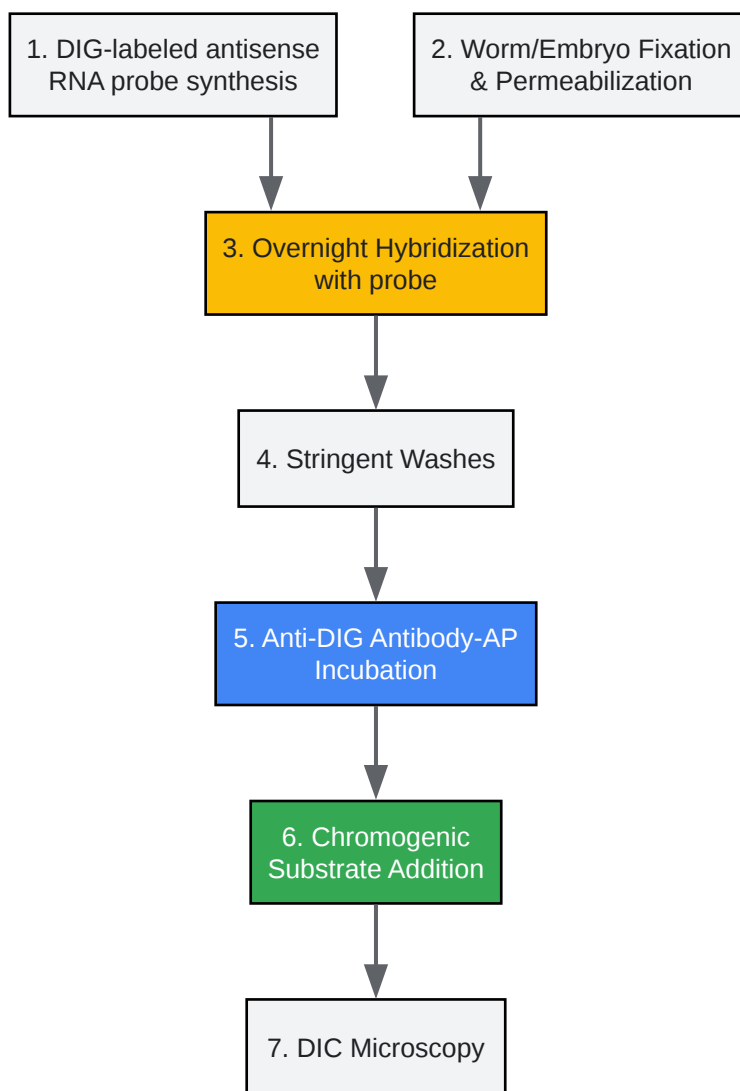 1. DIG-labeled antisense
RNA probe synthesis
2. Worm/Embryo Fixation
& Permeabilization
3. Overnight Hybridization
with probe
4. Stringent Washes
5. Anti-DIG Antibody-AP
Incubation
6. Chromogenic
Substrate Addition
7. DIC Microscopy